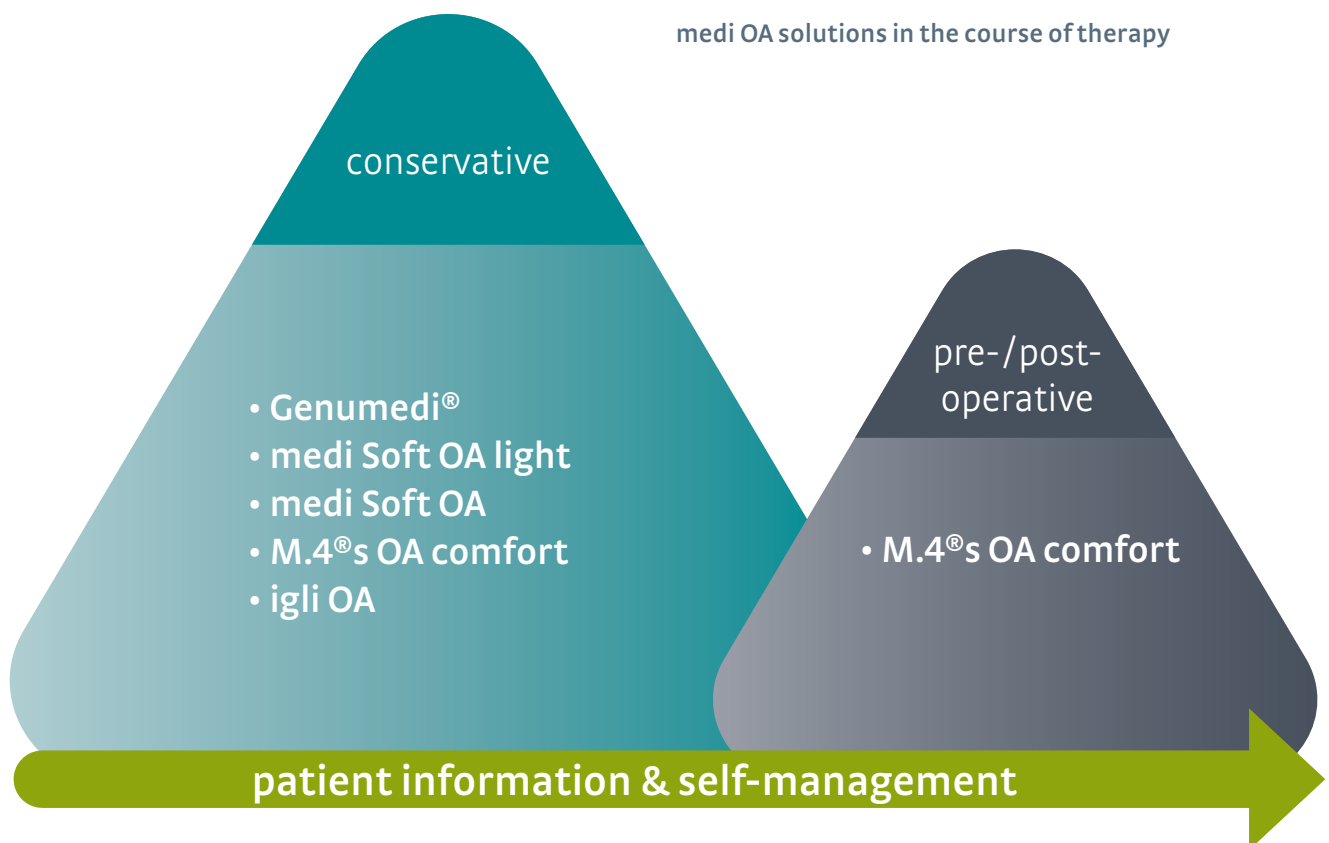 medi OA solutions in the course of therapy
conservative
• Genumedi®
• medi Soft OA light
• medi Soft OA
• M.4®s OA comfort
• igli OA
pre-/post-
operative
• M.4®s OA comfort
patient information & self-management